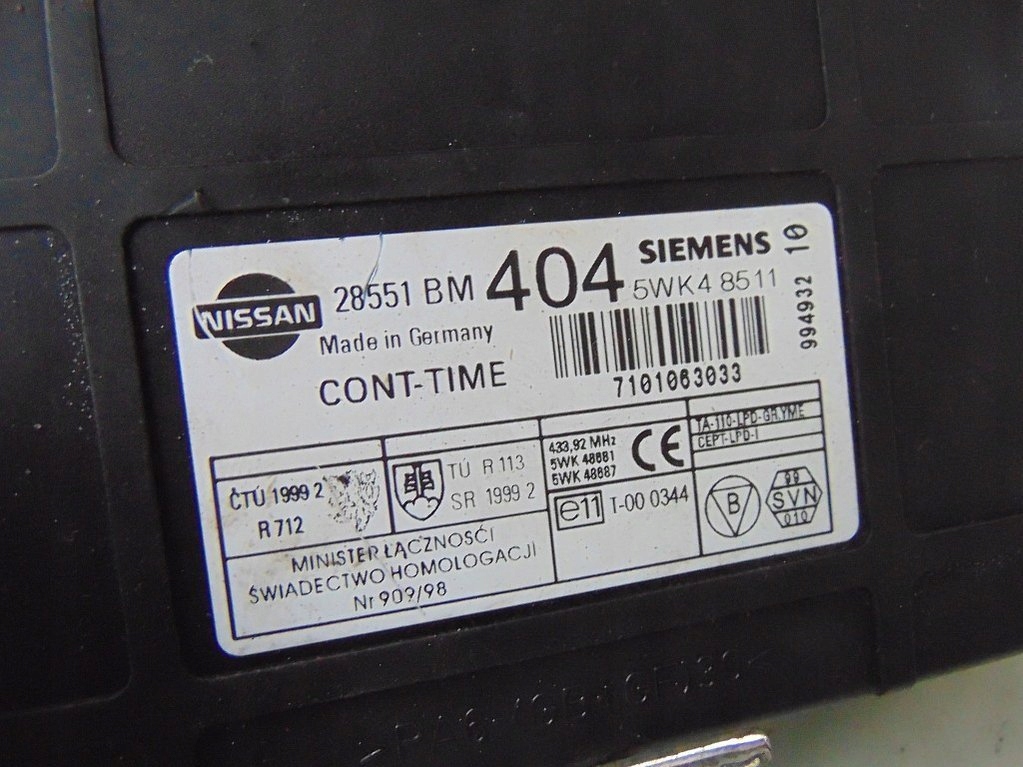 NISSAN
28551 BM 404
SIEMENS
5WK4 8511
994932 10
Made in Germany
CONT-TIME
7101063033
ČTÚ 1999 2
R 712
TÚ R 113
SR 1999 2
433,92 MHz
5WK 48681
5WK 48687
CE
TA-110-LPD-GR.YME
CEPT-LPD-I
e11 T-00 0344
B
99
SVN
010
MINISTER ŁĄCZNOŚCI
ŚWIADECTWO HOMOLOGACJI
Nr 909/98